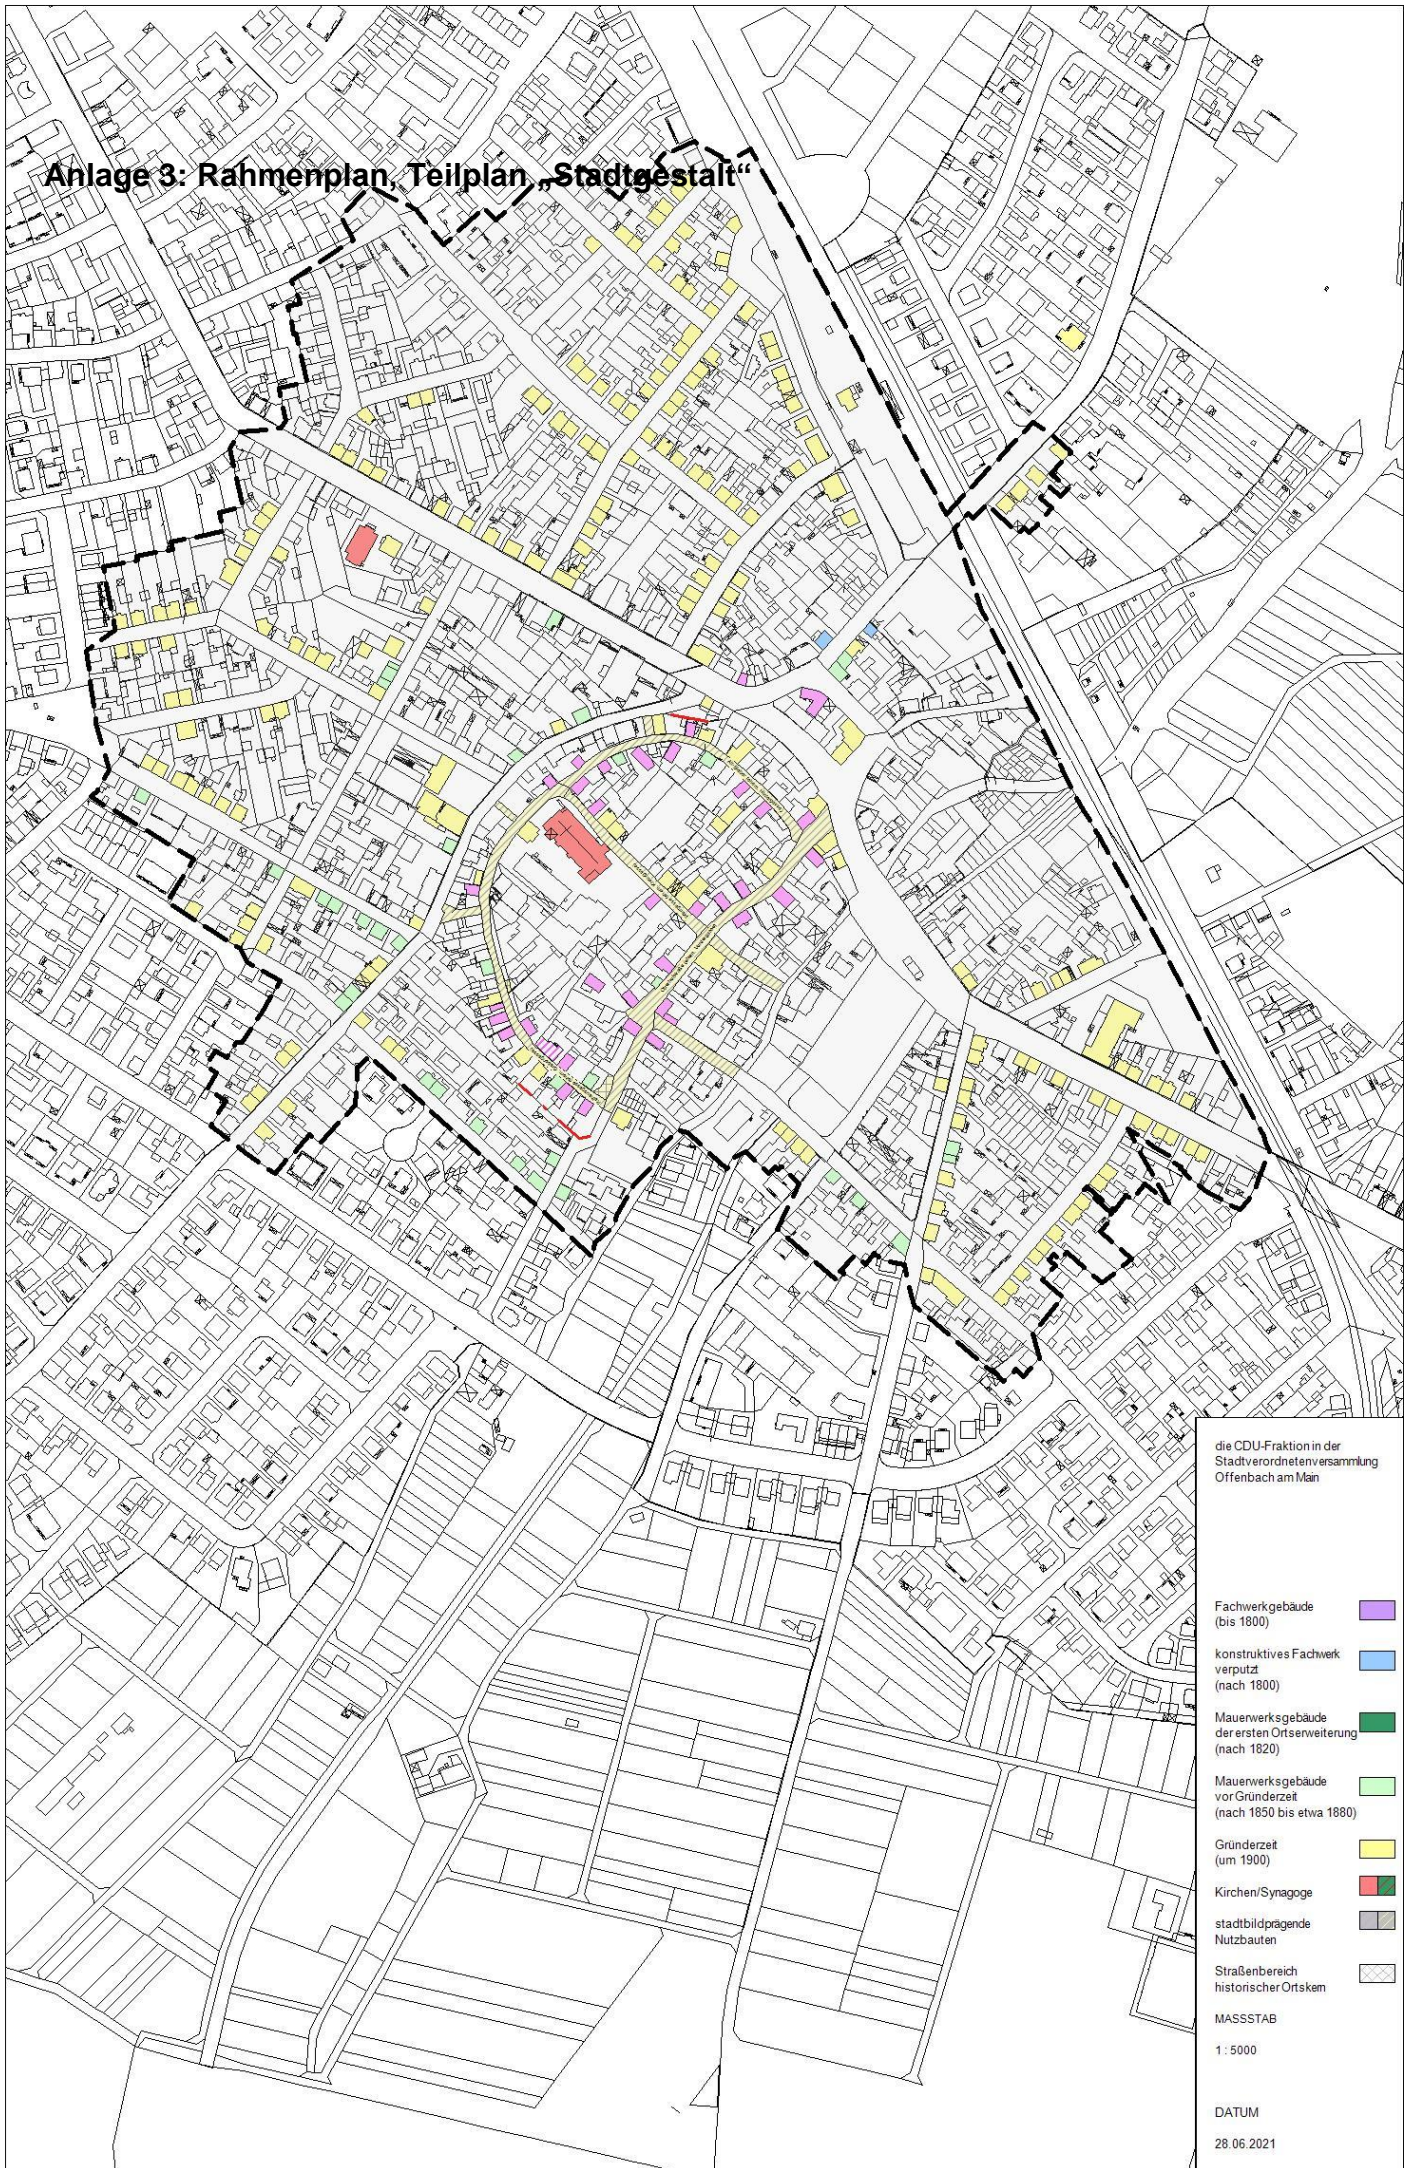 Anlage 3: Rahmenplan, Teilplan „Stadtgestalt“
die CDU-Fraktion in der
Stadtverordnetenversammlung
Offenbach am Main
Fachwerkgebäude
(bis 1800)
konstruktives Fachwerk
verputzt
(nach 1800)
Mauerwerksgebäude
der ersten Ortserweiterung
(nach 1820)
Mauerwerksgebäude
vor Gründerzeit
(nach 1850 bis etwa 1880)
Gründerzeit
(um 1900)
Kirchen/Synagoge
stadtbildprägende
Nutzbauten
Straßenbereich
historischer Ortskern
MASSSTAB
1 : 5000
DATUM
28.06.2021